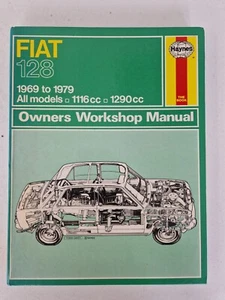 FIAT
128
Haynes
1969 to 1979
All models □ 1116cc □ 1290cc
Owners Workshop Manual